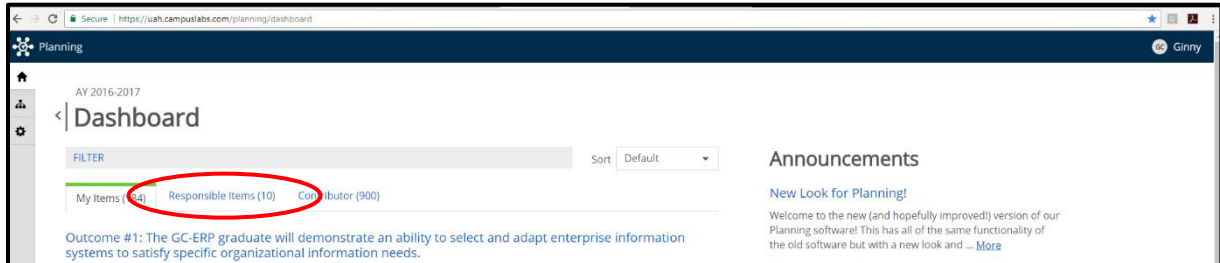 Secure | https://uah.campuslabs.com/planning/dashboard
Planning
GC Ginny
AY 2016-2017
Dashboard
FILTER
Sort Default
My Items (184) Responsible Items (10) Contributor (900)
Outcome #1: The GC-ERP graduate will demonstrate an ability to select and adapt enterprise information
systems to satisfy specific organizational information needs.
Announcements
New Look for Planning!
Welcome to the new (and hopefully improved!) version of our
Planning software! This has all of the same functionality of
the old software but with a new look and ... More